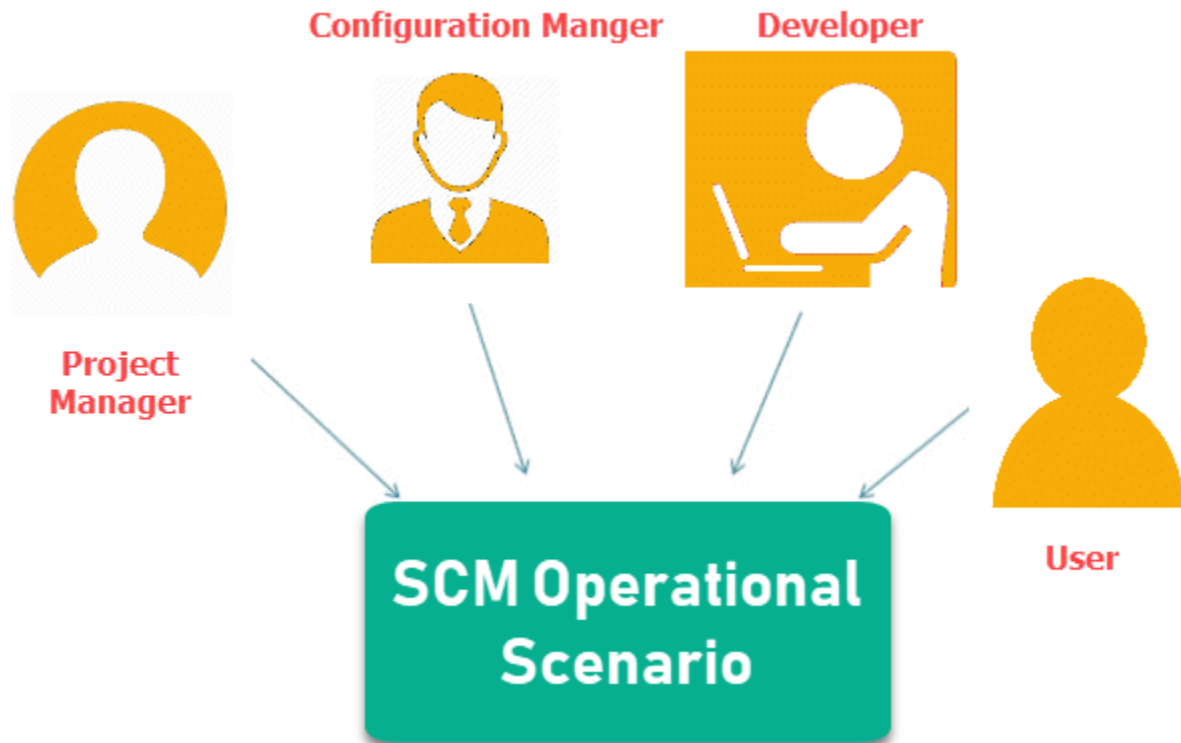 Configuration Manger
Developer
Project
Manager
User
SCM Operational
Scenario